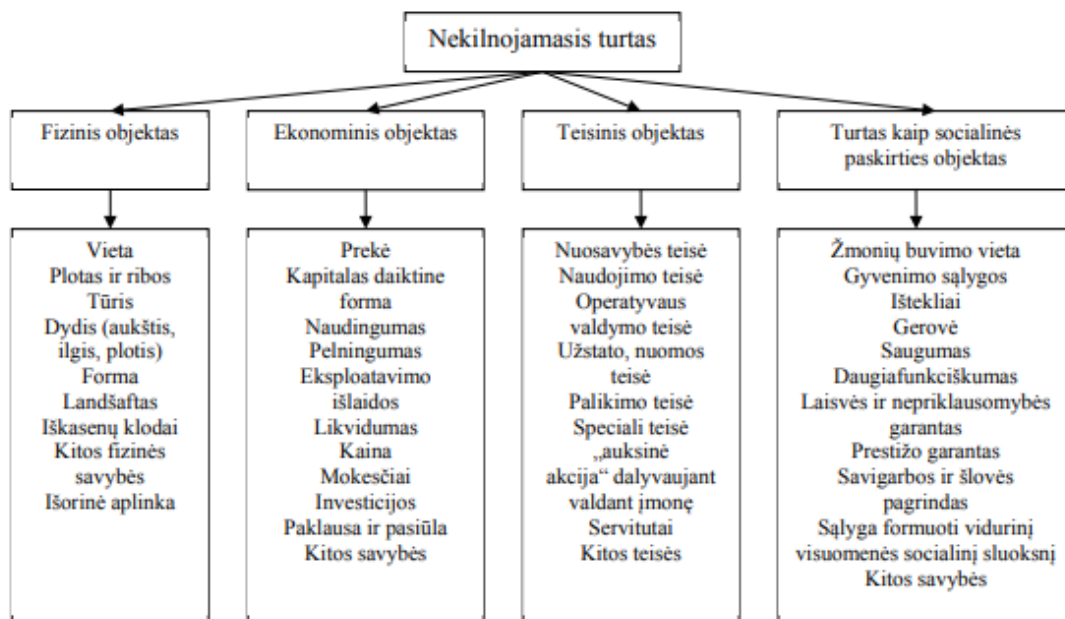 Nekilnojamasis turtas
Fizinis objektas
Ekonominis objektas
Teisinis objektas
Turtas kaip socialinės
paskirties objektas
Vieta
Plotas ir ribos
Tūris
Dydis (aukštis,
ilgis, plotis)
Forma
Landšaftas
Iškasenų klodai
Kitos fizinės
savybės
Išorinė aplinka
Prekė
Kapitalas daiktine
forma
Naudingumas
Pelningumas
Eksploatavimo
išlaidos
Likvidumas
Kaina
Mokesčiai
Investicijos
Paklausa ir pasiūla
Kitos savybės
Nuosavybės teisė
Naudojimo teisė
Operatyvaus
valdymo teisė
Užstato, nuomos
teisė
Palikimo teisė
Speciali teisė
„auksinė
akcija“ dalyvaujant
valdant įmonę
Servitutai
Kitos teisės
Žmonių buvimo vieta
Gyvenimo sąlygos
Ištekliai
Gerovė
Saugumas
Daugiafunkciškumas
Laisvės ir nepriklausomybės
garantas
Prestižo garantas
Savigarbos ir šlovės
pagrindas
Sąlyga formuoti vidurinį
visuomenės socialinį sluoksnį
Kitos savybės